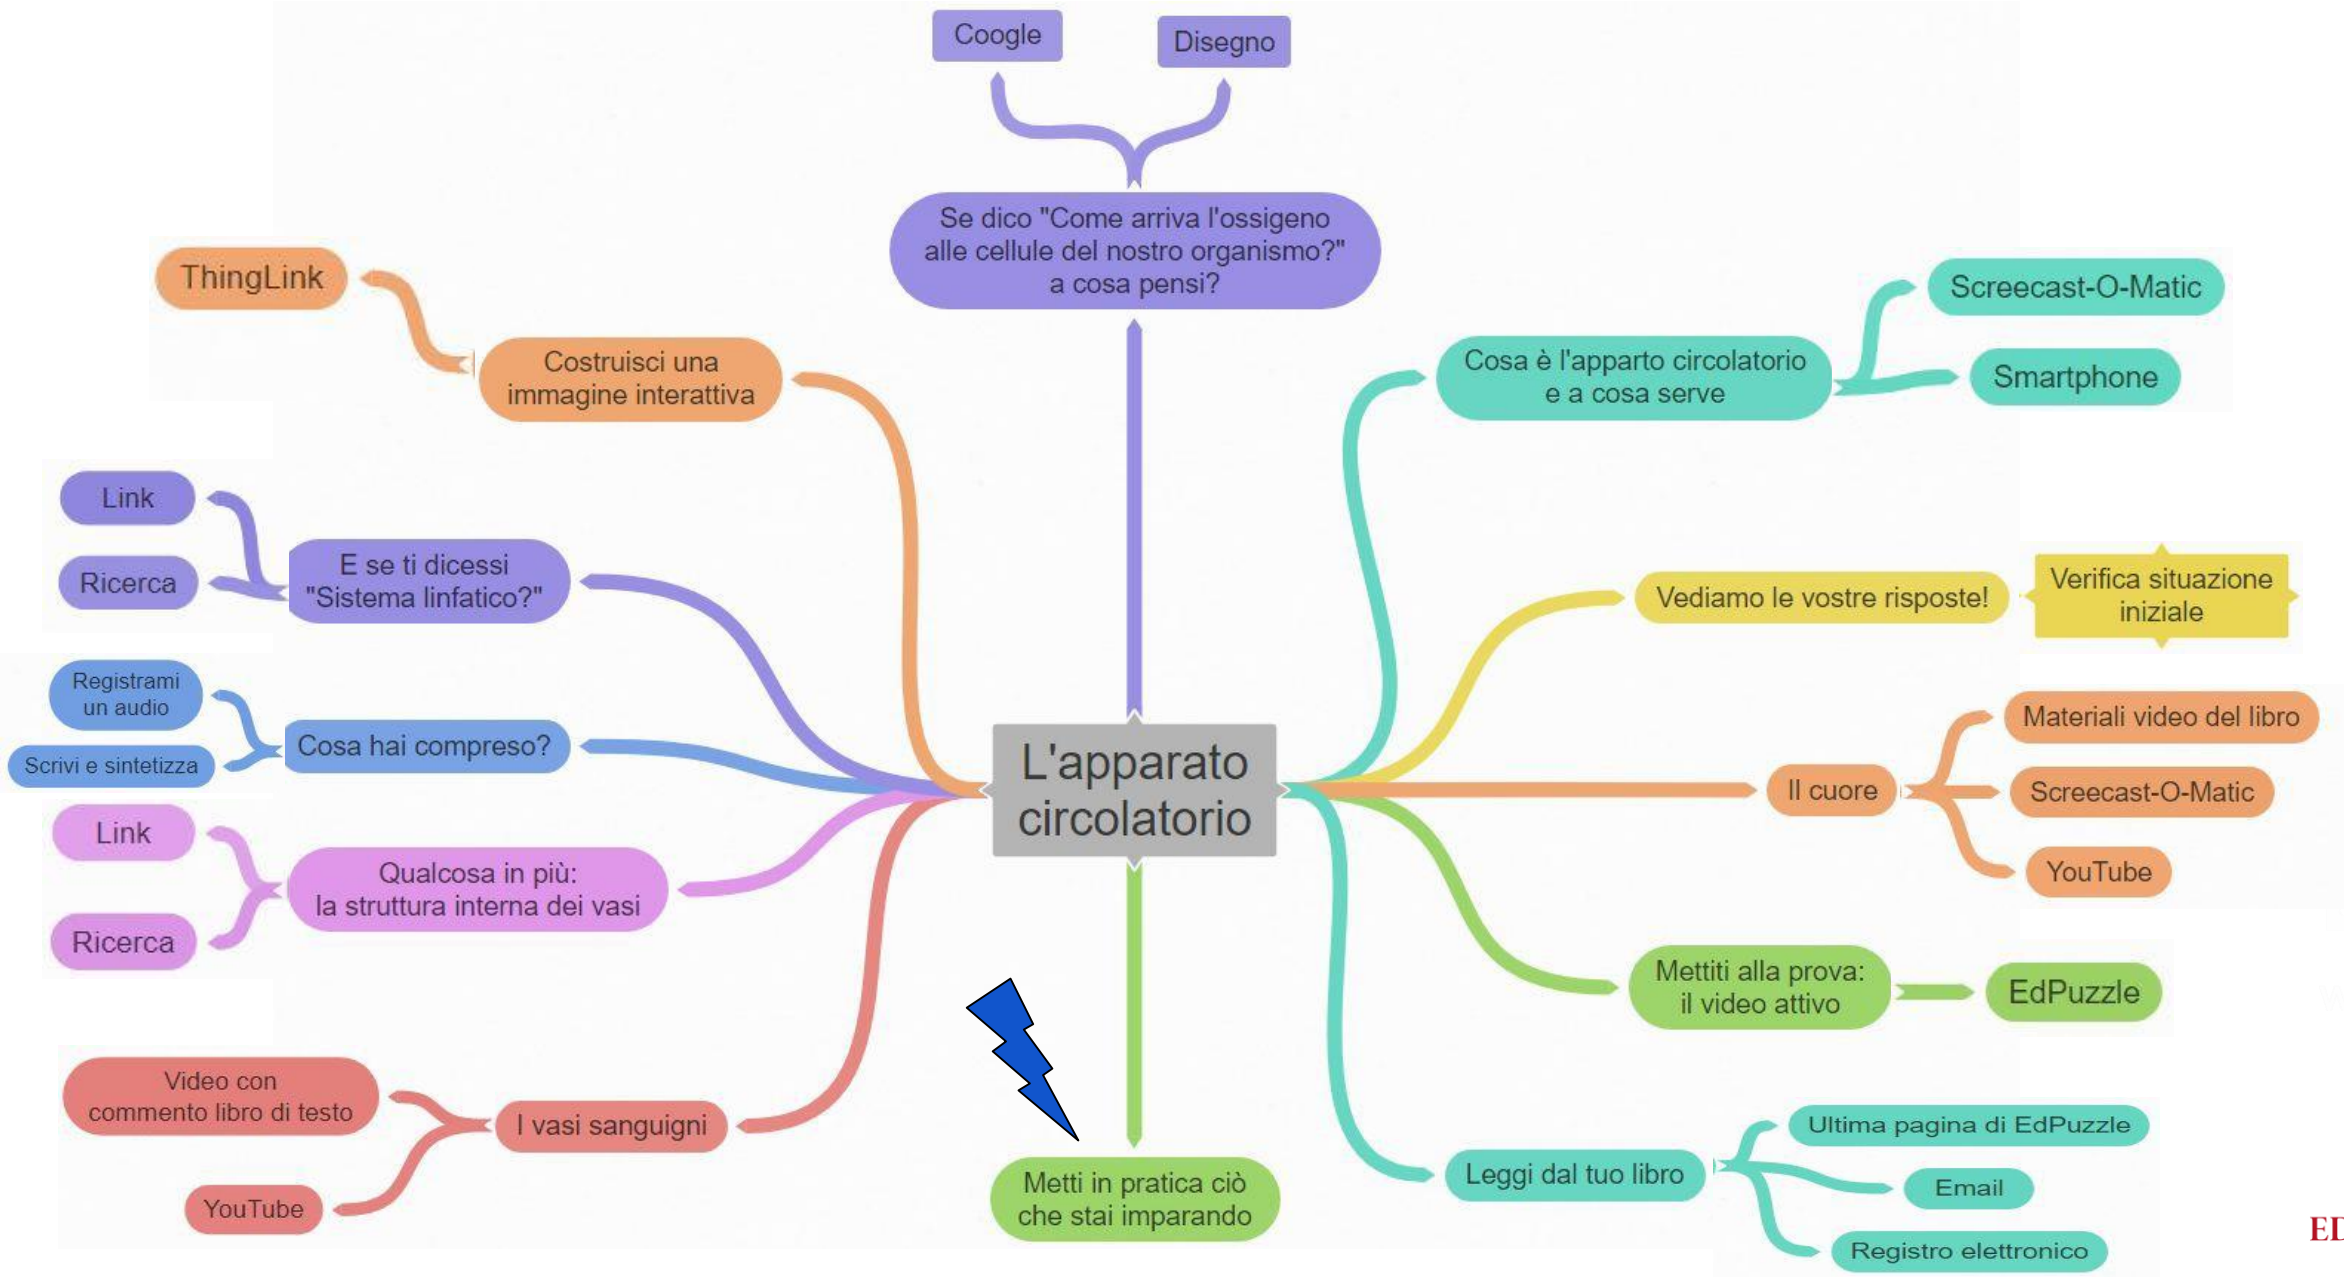 Coogle
Disegno
Se dico "Come arriva l'ossigeno
alle cellule del nostro organismo?"
a cosa pensi?
Cosa è l'apparto circolatorio
e a cosa serve
Screecast-O-Matic
Smartphone
Vediamo le vostre risposte!
Verifica situazione
iniziale
Il cuore
Materiali video del libro
Screecast-O-Matic
YouTube
Mettiti alla prova:
il video attivo
EdPuzzle
Leggi dal tuo libro
Ultima pagina di EdPuzzle
Email
Registro elettronico
L'apparato
circolatorio
Metti in pratica ciò
che stai imparando
I vasi sanguigni
Video con
commento libro di testo
YouTube
Qualcosa in più:
la struttura interna dei vasi
Link
Ricerca
Cosa hai compreso?
Registrami
un audio
Scrivi e sintetizza
E se ti dicessi
"Sistema linfatico?"
Link
Ricerca
Costruisci una
immagine interattiva
ThingLink